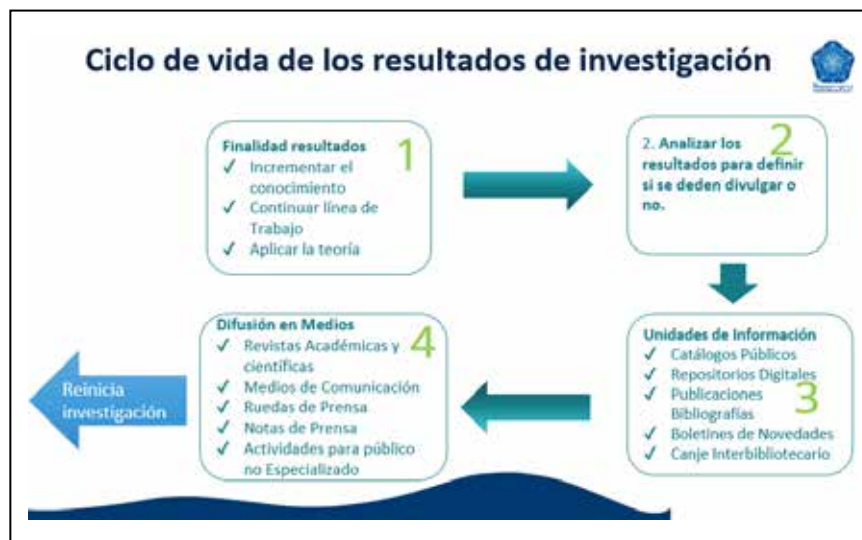 Ciclo de vida de los resultados de investigación
1
Finalidad resultados
✓ Incrementar el
conocimiento
✓ Continuar línea de
Trabajo
✓ Aplicar la teoría
2
2. Analizar los
resultados para definir
si se deden divulgar o
no.
Unidades de Información
✓ Catálogos Públicos
✓ Repositorios Digitales
✓ Publicaciones
Bibliografías
✓ Boletines de Novedades
✓ Canje Interbibliotecario
3
Difusión en Medios
✓ Revistas Académicas y
científicas
✓ Medios de Comunicación
✓ Ruedas de Prensa
✓ Notas de Prensa
✓ Actividades para público
no Especializado
4
Reinicia
investigación